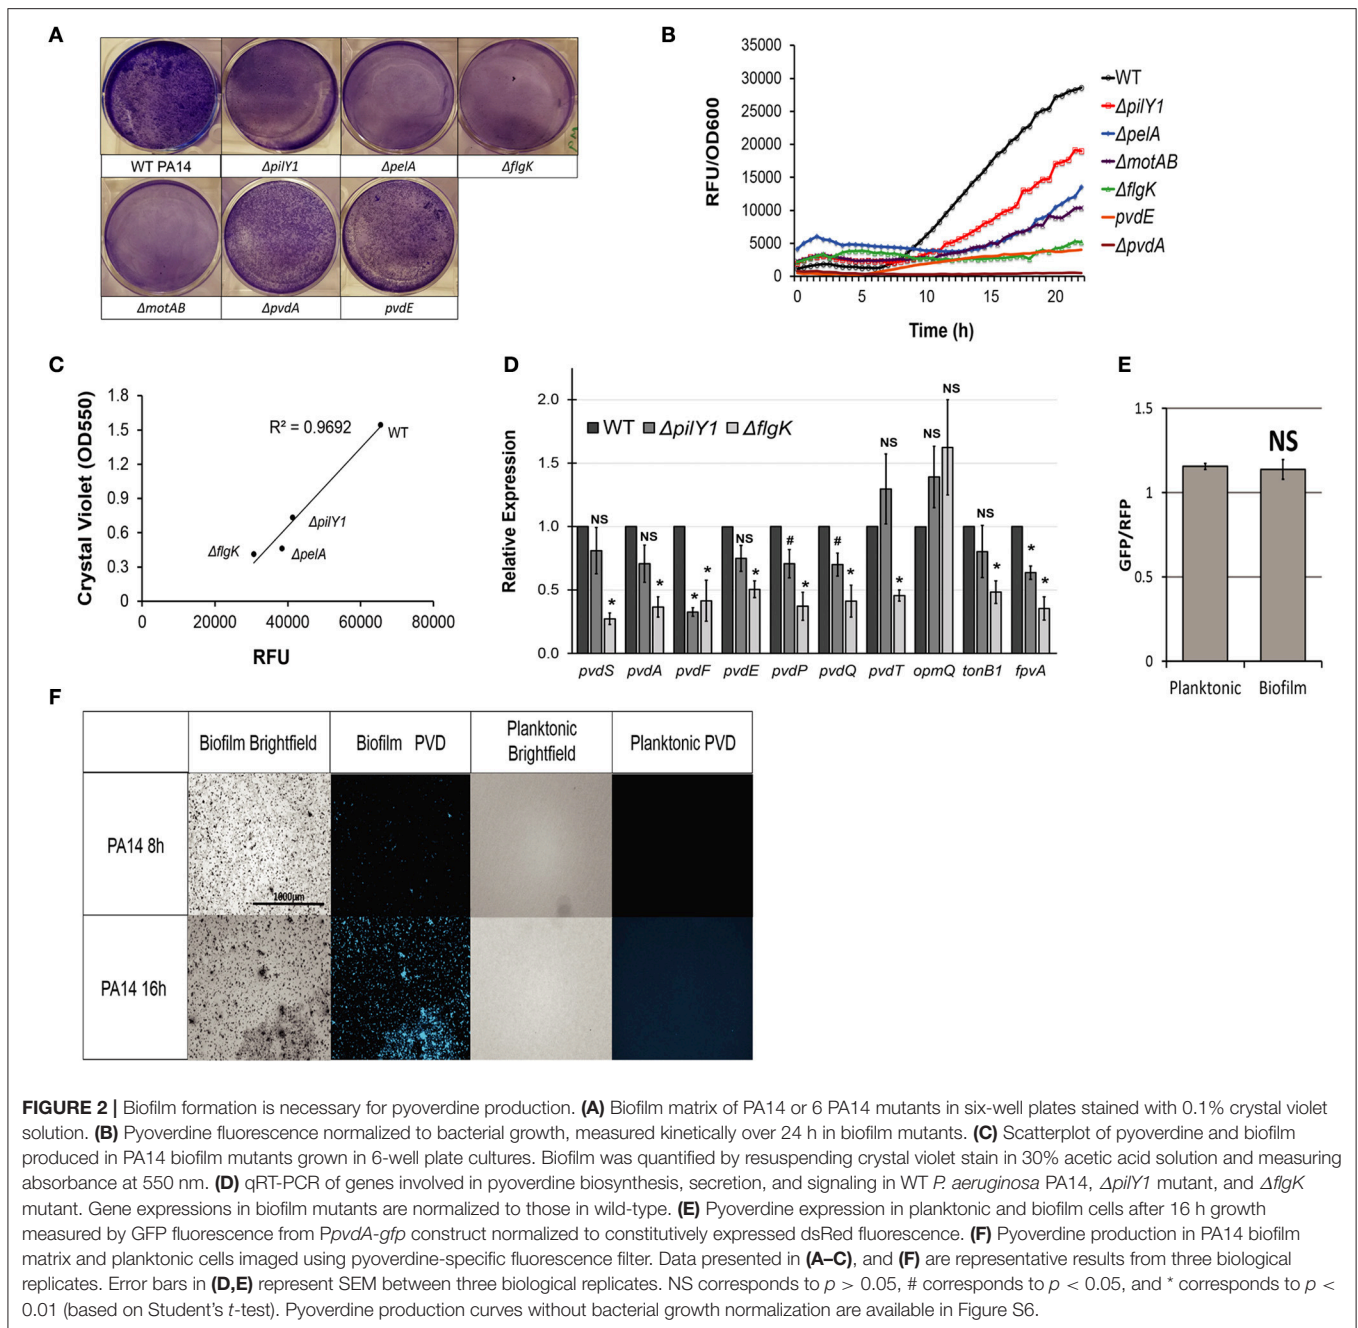 A
WT PA14
ΔpilY1
ΔpelA
ΔflgK
ΔmotAB
ΔpvdA
pvdE
B
RFU/OD600
35000
30000
25000
20000
15000
10000
5000
0
0 5 10 15 20
Time (h)
WT
ΔpilY1
ΔpelA
ΔmotAB
ΔflgK
pvdE
ΔpvdA
C
Crystal Violet (OD550)
1.8
1.5
1.2
0.9
0.6
0.3
0
R² = 0.9692
WT
ΔpilY1
ΔflgK
ΔpelA
0 20000 40000 60000 80000
RFU
D
Relative Expression
2.0
1.5
1.0
0.5
0.0
WT ΔpilY1 ΔflgK
NS * NS * * * NS * # * # * NS * NS NS NS * * *
pvdS pvdA pvdF pvdE pvdP pvdQ pvdT opmQ tonB1 fpvA
E
GFP/RFP
1.5
1
0.5
0
NS
Planktonic Biofilm
F
Biofilm Brightfield
Biofilm PVD
Planktonic
Brightfield
Planktonic PVD
PA14 8h
1000µm
PA14 16h
FIGURE 2 | Biofilm formation is necessary for pyoverdine production. (A) Biofilm matrix of PA14 or 6 PA14 mutants in six-well plates stained with 0.1% crystal violet
solution. (B) Pyoverdine fluorescence normalized to bacterial growth, measured kinetically over 24 h in biofilm mutants. (C) Scatterplot of pyoverdine and biofilm
produced in PA14 biofilm mutants grown in 6-well plate cultures. Biofilm was quantified by resuspending crystal violet stain in 30% acetic acid solution and measuring
absorbance at 550 nm. (D) qRT-PCR of genes involved in pyoverdine biosynthesis, secretion, and signaling in WT P. aeruginosa PA14, ΔpilY1 mutant, and ΔflgK
mutant. Gene expressions in biofilm mutants are normalized to those in wild-type. (E) Pyoverdine expression in planktonic and biofilm cells after 16 h growth
measured by GFP fluorescence from PpvdA-gfp construct normalized to constitutively expressed dsRed fluorescence. (F) Pyoverdine production in PA14 biofilm
matrix and planktonic cells imaged using pyoverdine-specific fluorescence filter. Data presented in (A–C), and (F) are representative results from three biological
replicates. Error bars in (D,E) represent SEM between three biological replicates. NS corresponds to p > 0.05, # corresponds to p < 0.05, and * corresponds to p <
0.01 (based on Student's t-test). Pyoverdine production curves without bacterial growth normalization are available in Figure S6.